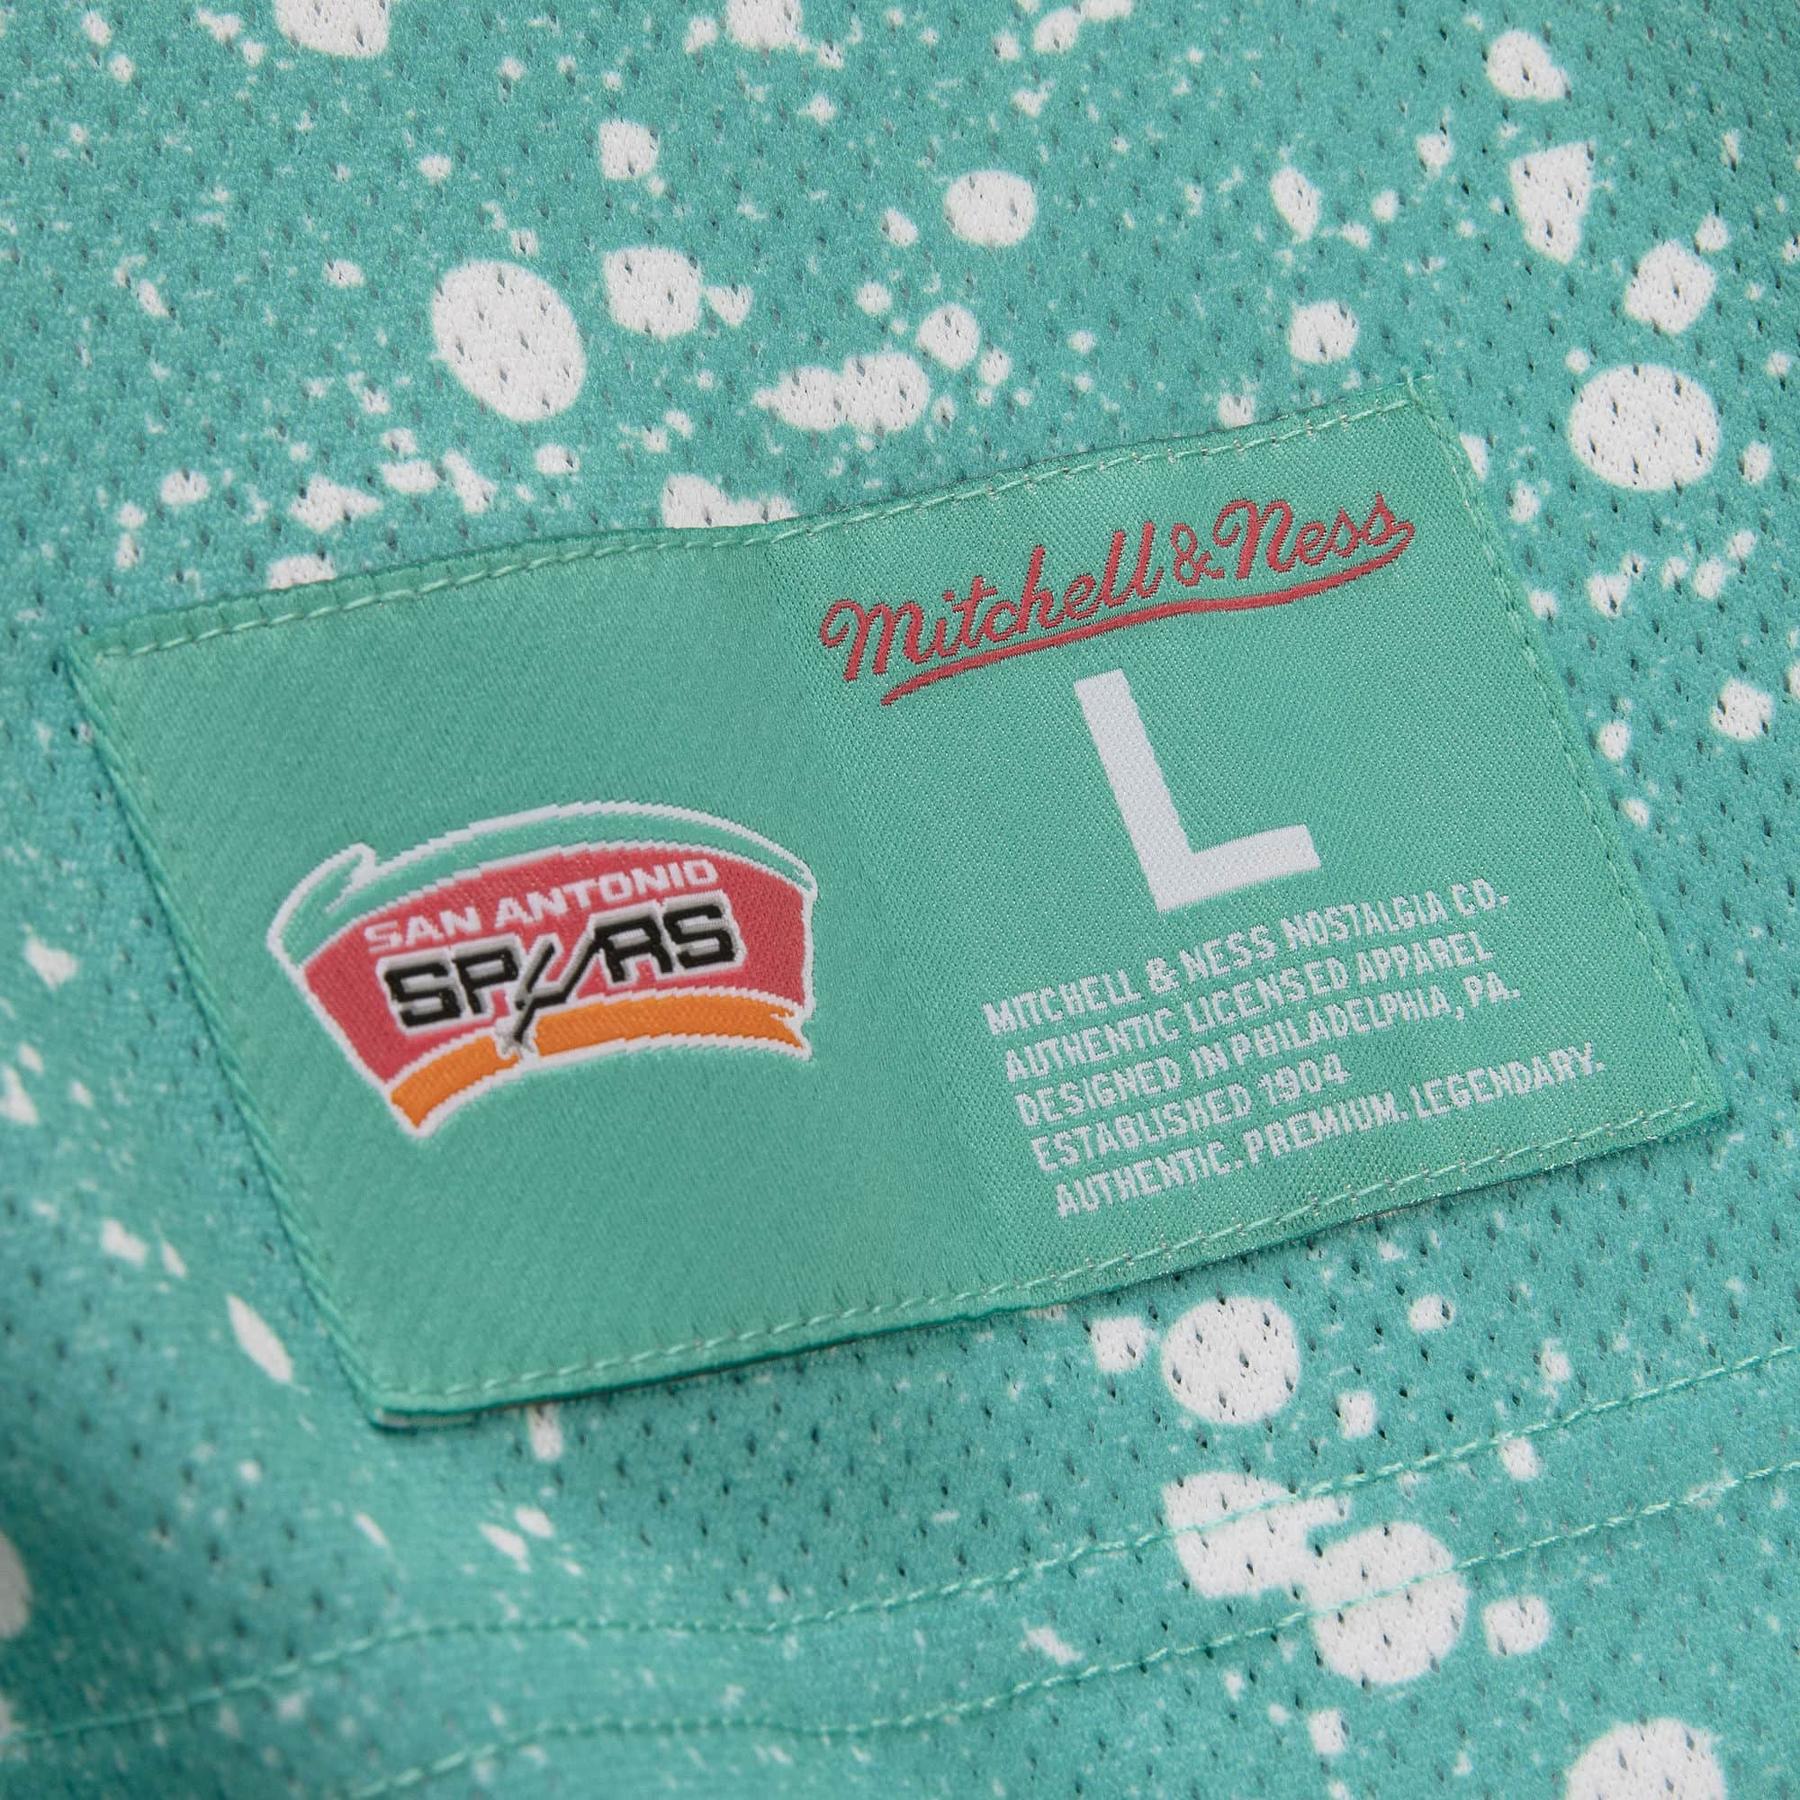 Mitchell & Ness
L
SAN ANTONIO
SPURS
MITCHELL & NESS NOSTALGIA CO.
AUTHENTIC LICENSED APPAREL
DESIGNED IN PHILADELPHIA, PA.
ESTABLISHED 1904
AUTHENTIC. PREMIUM. LEGENDARY.